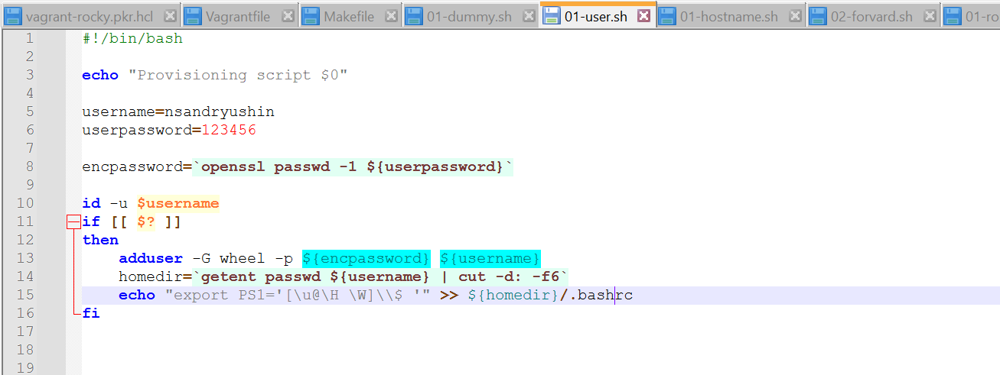 vagrant-rocky.pkr.hcl Vagrantfile Makefile 01-dummy.sh 01-user.sh 01-hostname.sh 02-forvard.sh 01-ro
1 #!/bin/bash
2
3 echo "Provisioning script $0"
4
5 username=nsandryushin
6 userpassword=123456
7
8 encpassword=`openssl passwd -1 ${userpassword}`
9
10 id -u $username
11 if [[ $? ]]
12 then
13 adduser -G wheel -p ${encpassword} ${username}
14 homedir=`getent passwd ${username} | cut -d: -f6`
15 echo "export PS1='[\u@\H \W]\\$ '" >> ${homedir}/.bashrc
16 fi
17
18
19